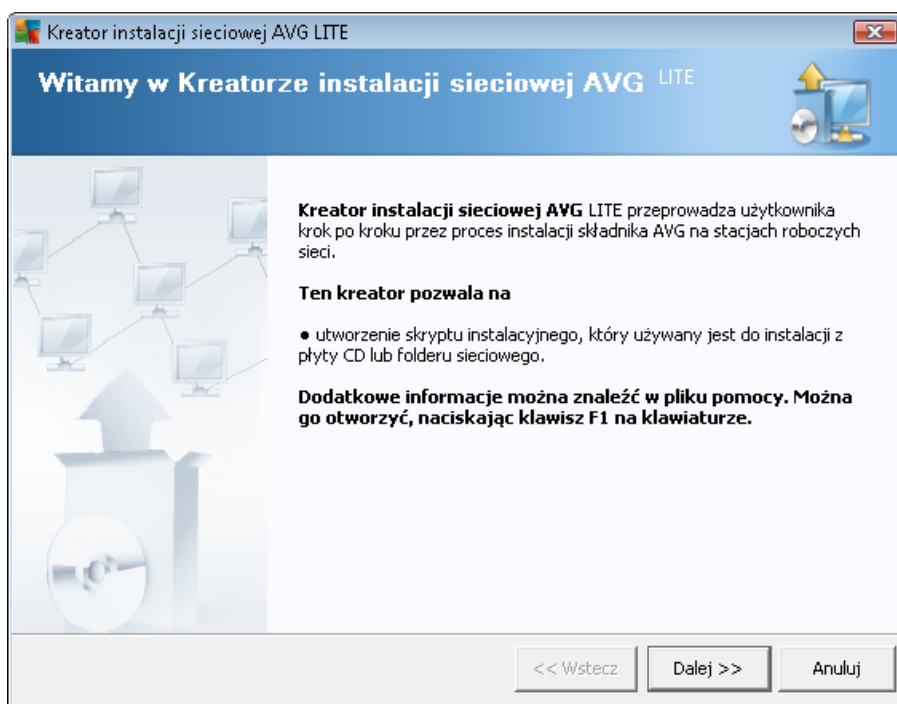 Kreator instalacji sieciowej AVG LITE
Witamy w Kreatorze instalacji sieciowej AVG LITE
Kreator instalacji sieciowej AVG LITE przeprowadza użytkownika
krok po kroku przez proces instalacji składnika AVG na stacjach roboczych
sieci.
Ten kreator pozwala na
• utworzenie skryptu instalacyjnego, który używany jest do instalacji z
płyty CD lub folderu sieciowego.
Dodatkowe informacje można znaleźć w pliku pomocy. Można
go otworzyć, naciskając klawisz F1 na klawiaturze.
<< Wstecz
Dalej >>
Anuluj